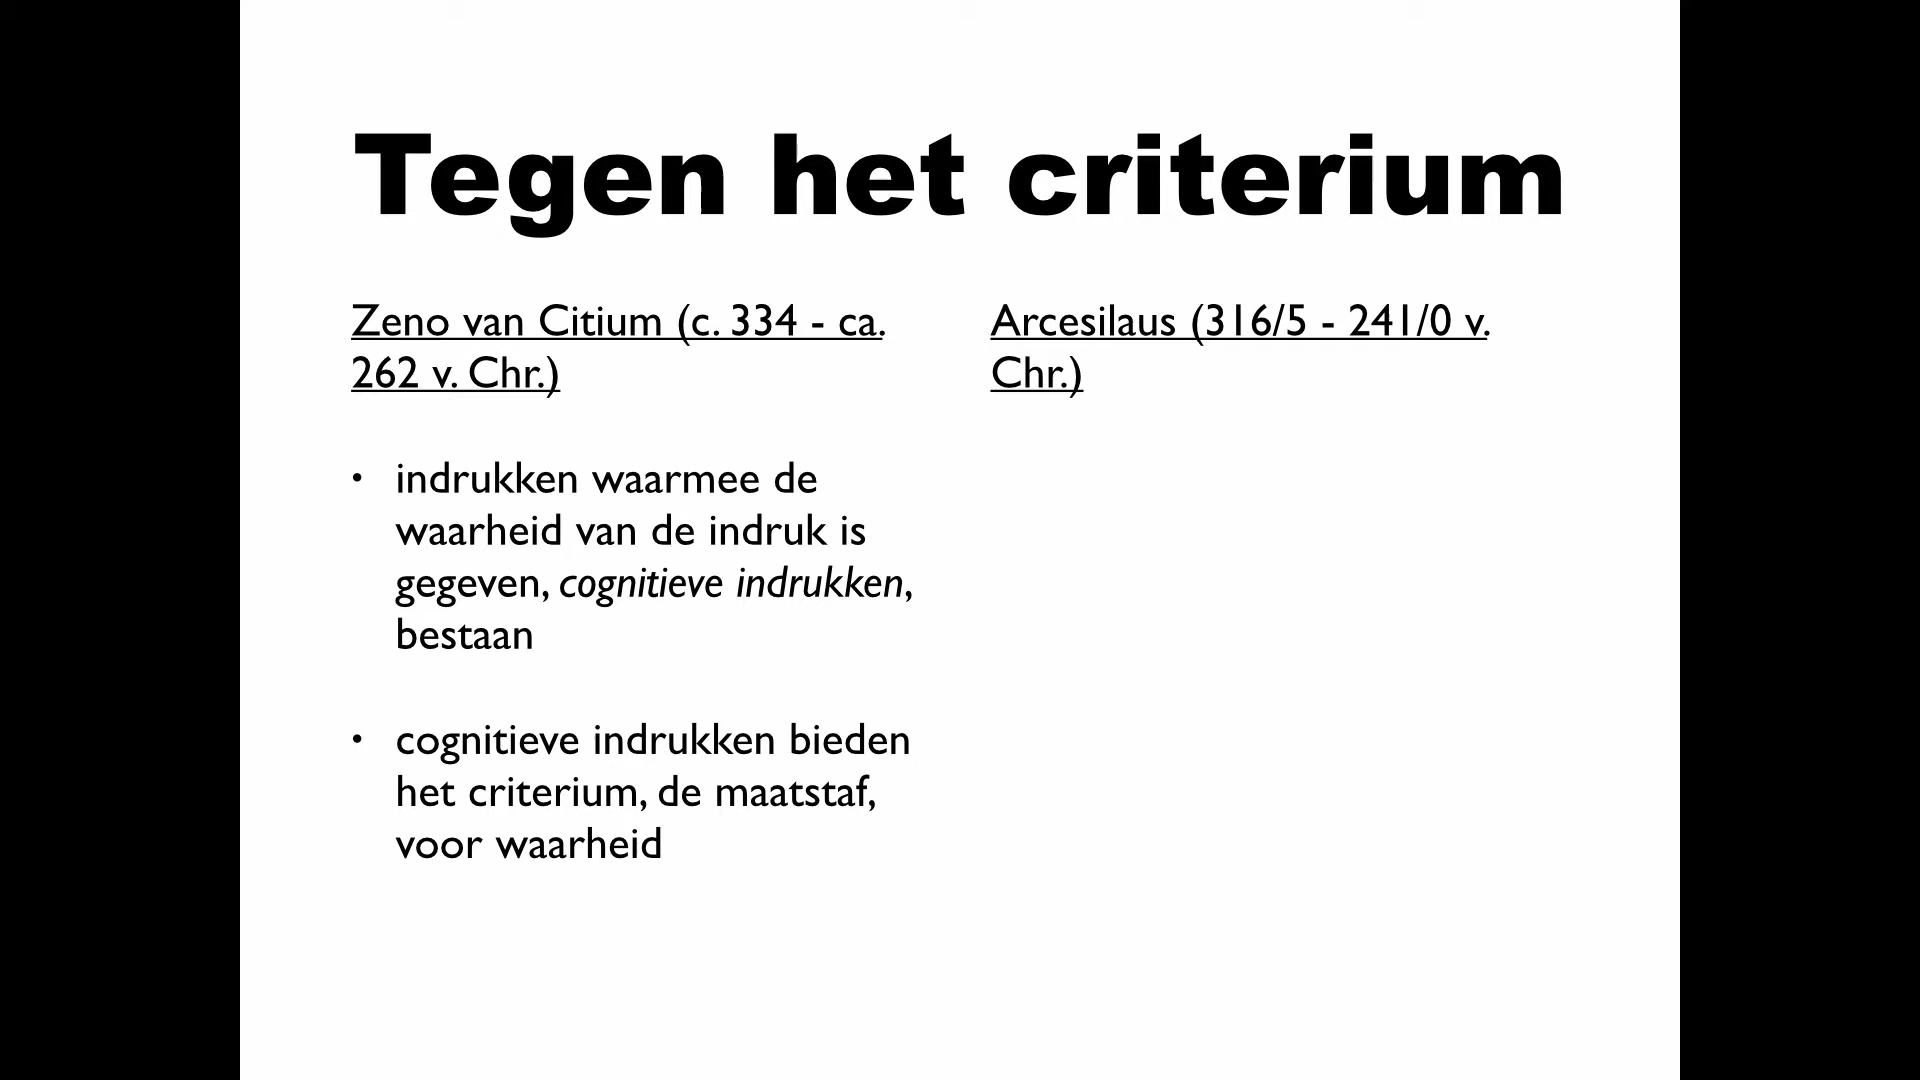 Tegen het criterium
Zeno van Citium (c. 334 - ca.
262 v. Chr.)
• indrukken waarmee de
waarheid van de indruk is
gegeven, cognitieve indrukken,
bestaan
• cognitieve indrukken bieden
het criterium, de maatstaf,
voor waarheid
Arcesilaus (316/5 - 241/0 v.
Chr.)